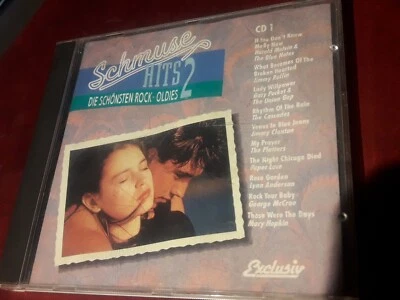 Schmuse
HITS 2
DIE SCHÖNSTEN ROCK-OLDIES
CD 1
If You Don't Know
Me By Now
Harold Melvin &
The Blue Notes
What Becomes Of The
Broken Hearted
Jimmy Ruffin
Lady Willpower
Gary Puckett &
The Union Gap
Rhythm Of The Rain
The Cascades
Venus In Blue Jeans
Jimmy Clanton
My Prayer
The Platters
The Night Chicago Died
Paper Lace
Rose Garden
Lynn Anderson
Rock Your Baby
George McCrae
Those Were The Days
Mary Hopkin
Exclusiv